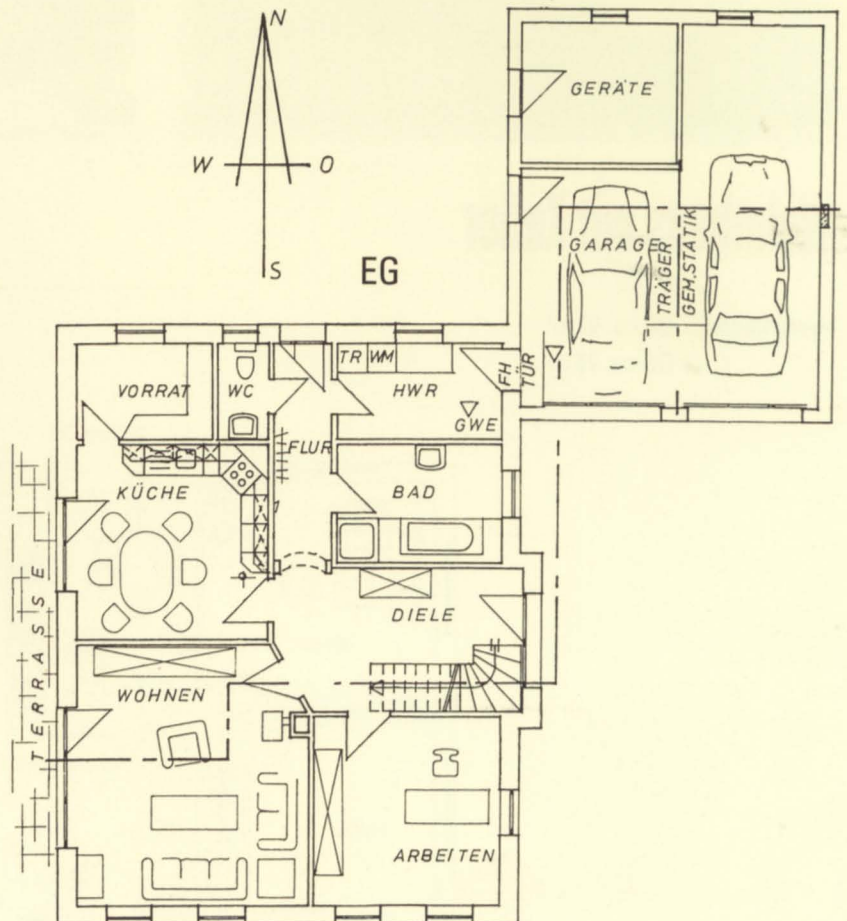 N
W O
S
EG
GERÄTE
GARAGE
TRÄGER
GEM. STATIK
VORRAT
WC
TR WM
HWR
GWE
FH
TÜR
FLUR
KÜCHE
BAD
1
DIELE
TERRASSE
WOHNEN
ARBEITEN